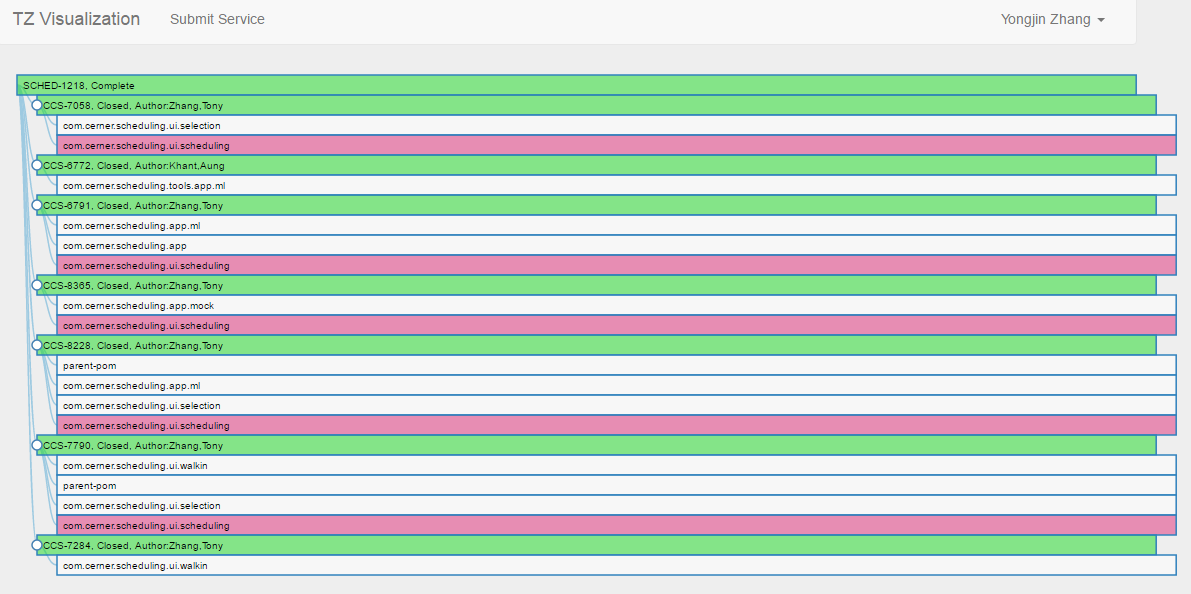 TZ Visualization Submit Service Yongjin Zhang
SCHED-1218, Complete
CCS-7058, Closed, Author:Zhang,Tony
com.cerner.scheduling.ui.selection
com.cerner.scheduling.ui.scheduling
CCS-6772, Closed, Author:Khant,Aung
com.cerner.scheduling.tools.app.ml
CCS-6791, Closed, Author:Zhang,Tony
com.cerner.scheduling.app.ml
com.cerner.scheduling.app
com.cerner.scheduling.ui.scheduling
CCS-8365, Closed, Author:Zhang,Tony
com.cerner.scheduling.app.mock
com.cerner.scheduling.ui.scheduling
CCS-8228, Closed, Author:Zhang,Tony
parent-pom
com.cerner.scheduling.app.ml
com.cerner.scheduling.ui.selection
com.cerner.scheduling.ui.scheduling
CCS-7790, Closed, Author:Zhang,Tony
com.cerner.scheduling.ui.walkin
parent-pom
com.cerner.scheduling.ui.selection
com.cerner.scheduling.ui.scheduling
CCS-7284, Closed, Author:Zhang,Tony
com.cerner.scheduling.ui.walkin